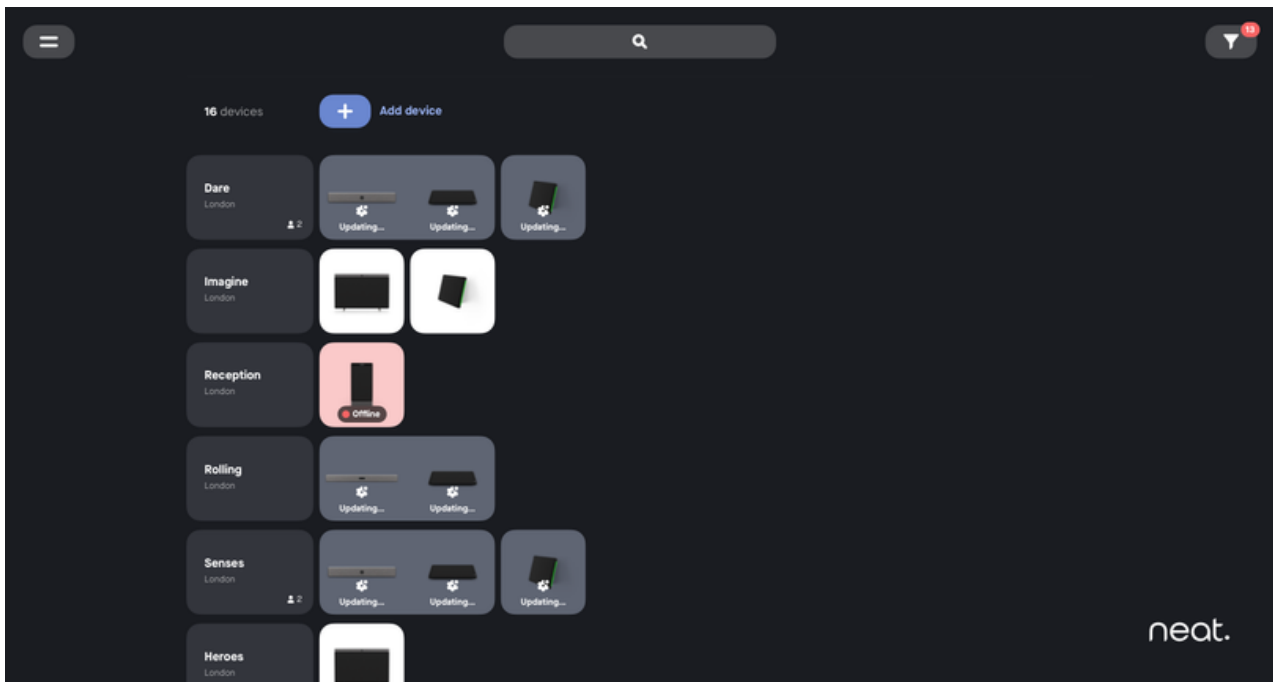 13
16 devices
Add device
Dare
London
2
Updating...
Updating...
Updating...
Imagine
London
Reception
London
Offline
Rolling
London
Updating...
Updating...
Senses
London
2
Updating...
Updating...
Updating...
Heroes
London
neat.